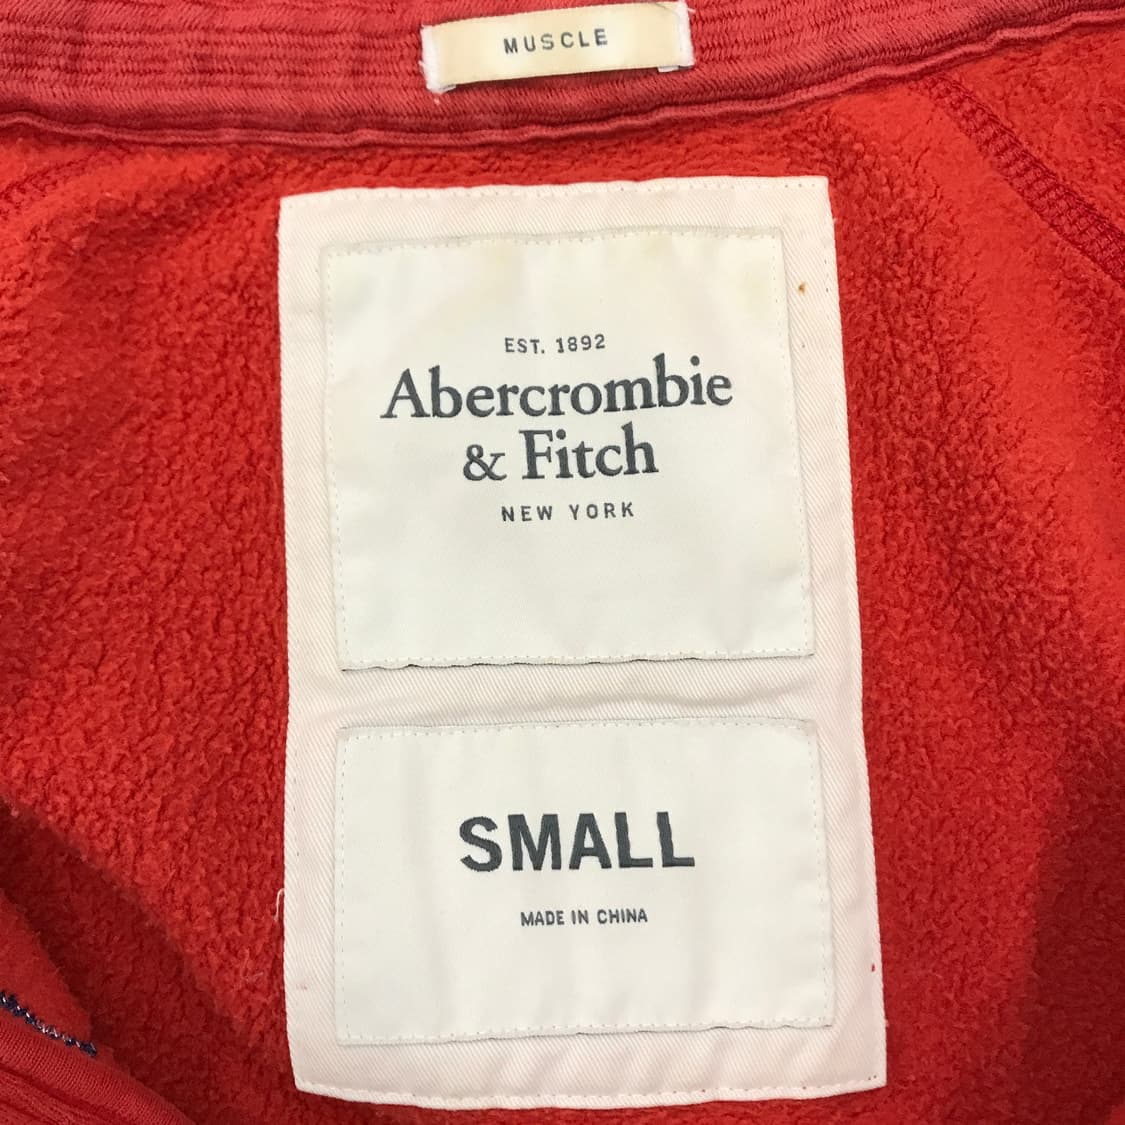 MUSCLE
EST. 1892
Abercrombie
& Fitch
NEW YORK
SMALL
MADE IN CHINA